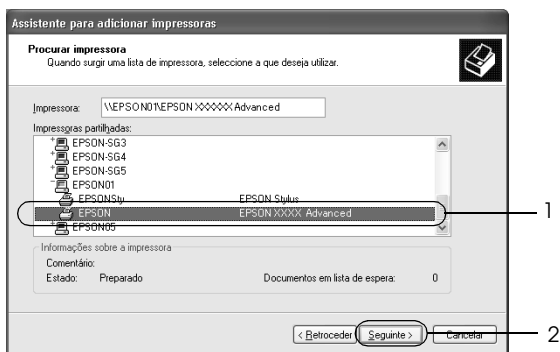 Assistente para adicionar impressoras
Procurar impressora
Quando surgir uma lista de impressora, seleccione a que deseja utilizar.
Impressora: \\EPSON01\EPSON XXXXXX Advanced
Impressoras partilhadas:
EPSON-SG3
EPSON-SG4
EPSON-SG5
EPSON01
EPSONSty EPSON Stylus
EPSON EPSON XXXX Advanced 1
EPSON05
Informações sobre a impressora
Comentário:
Estado: Preparado Documentos em lista de espera: 0
< Retroceder Seguinte > Cancelar 2